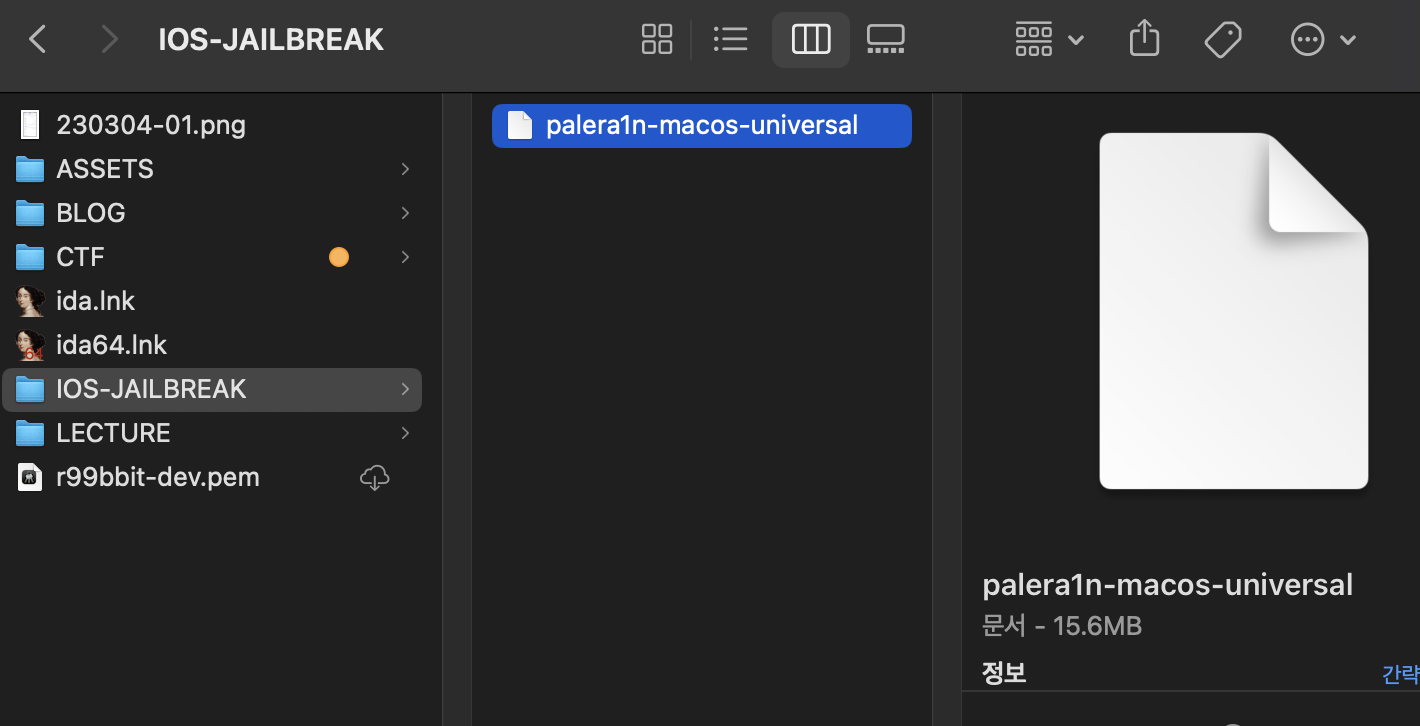 IOS-JAILBREAK
230304-01.png
ASSETS
BLOG
CTF
ida.lnk
ida64.lnk
IOS-JAILBREAK
LECTURE
r99bbit-dev.pem
palera1n-macos-universal
palera1n-macos-universal
문서 - 15.6MB
정보
간략